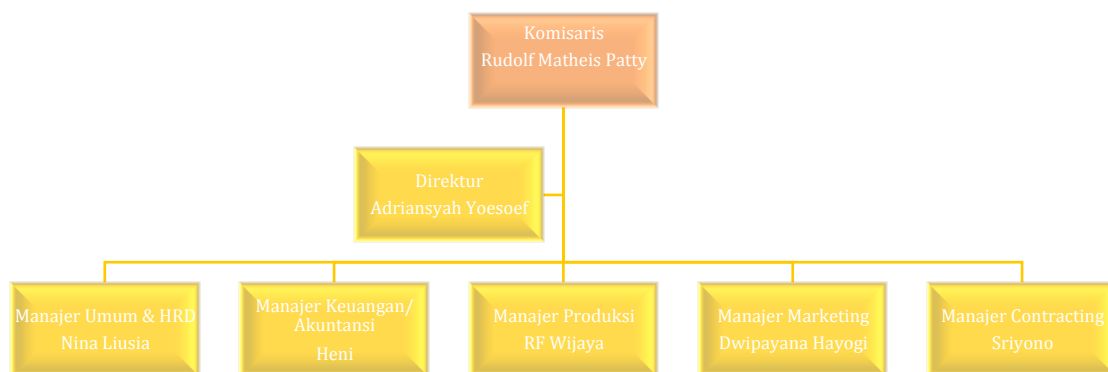 Komisaris
Rudolf Matheis Patty
Direktur
Adriansyah Yoesoef
Manajer Umum & HRD
Nina Liusia
Manajer Keuangan/
Akuntansi
Heni
Manajer Produksi
RF Wijaya
Manajer Marketing
Dwipayana Hayogi
Manajer Contracting
Sriyono